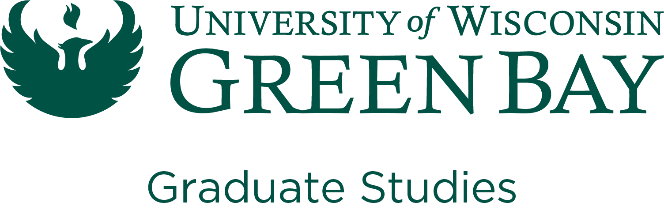 UNIVERSITY of WISCONSIN
GREEN BAY
Graduate Studies